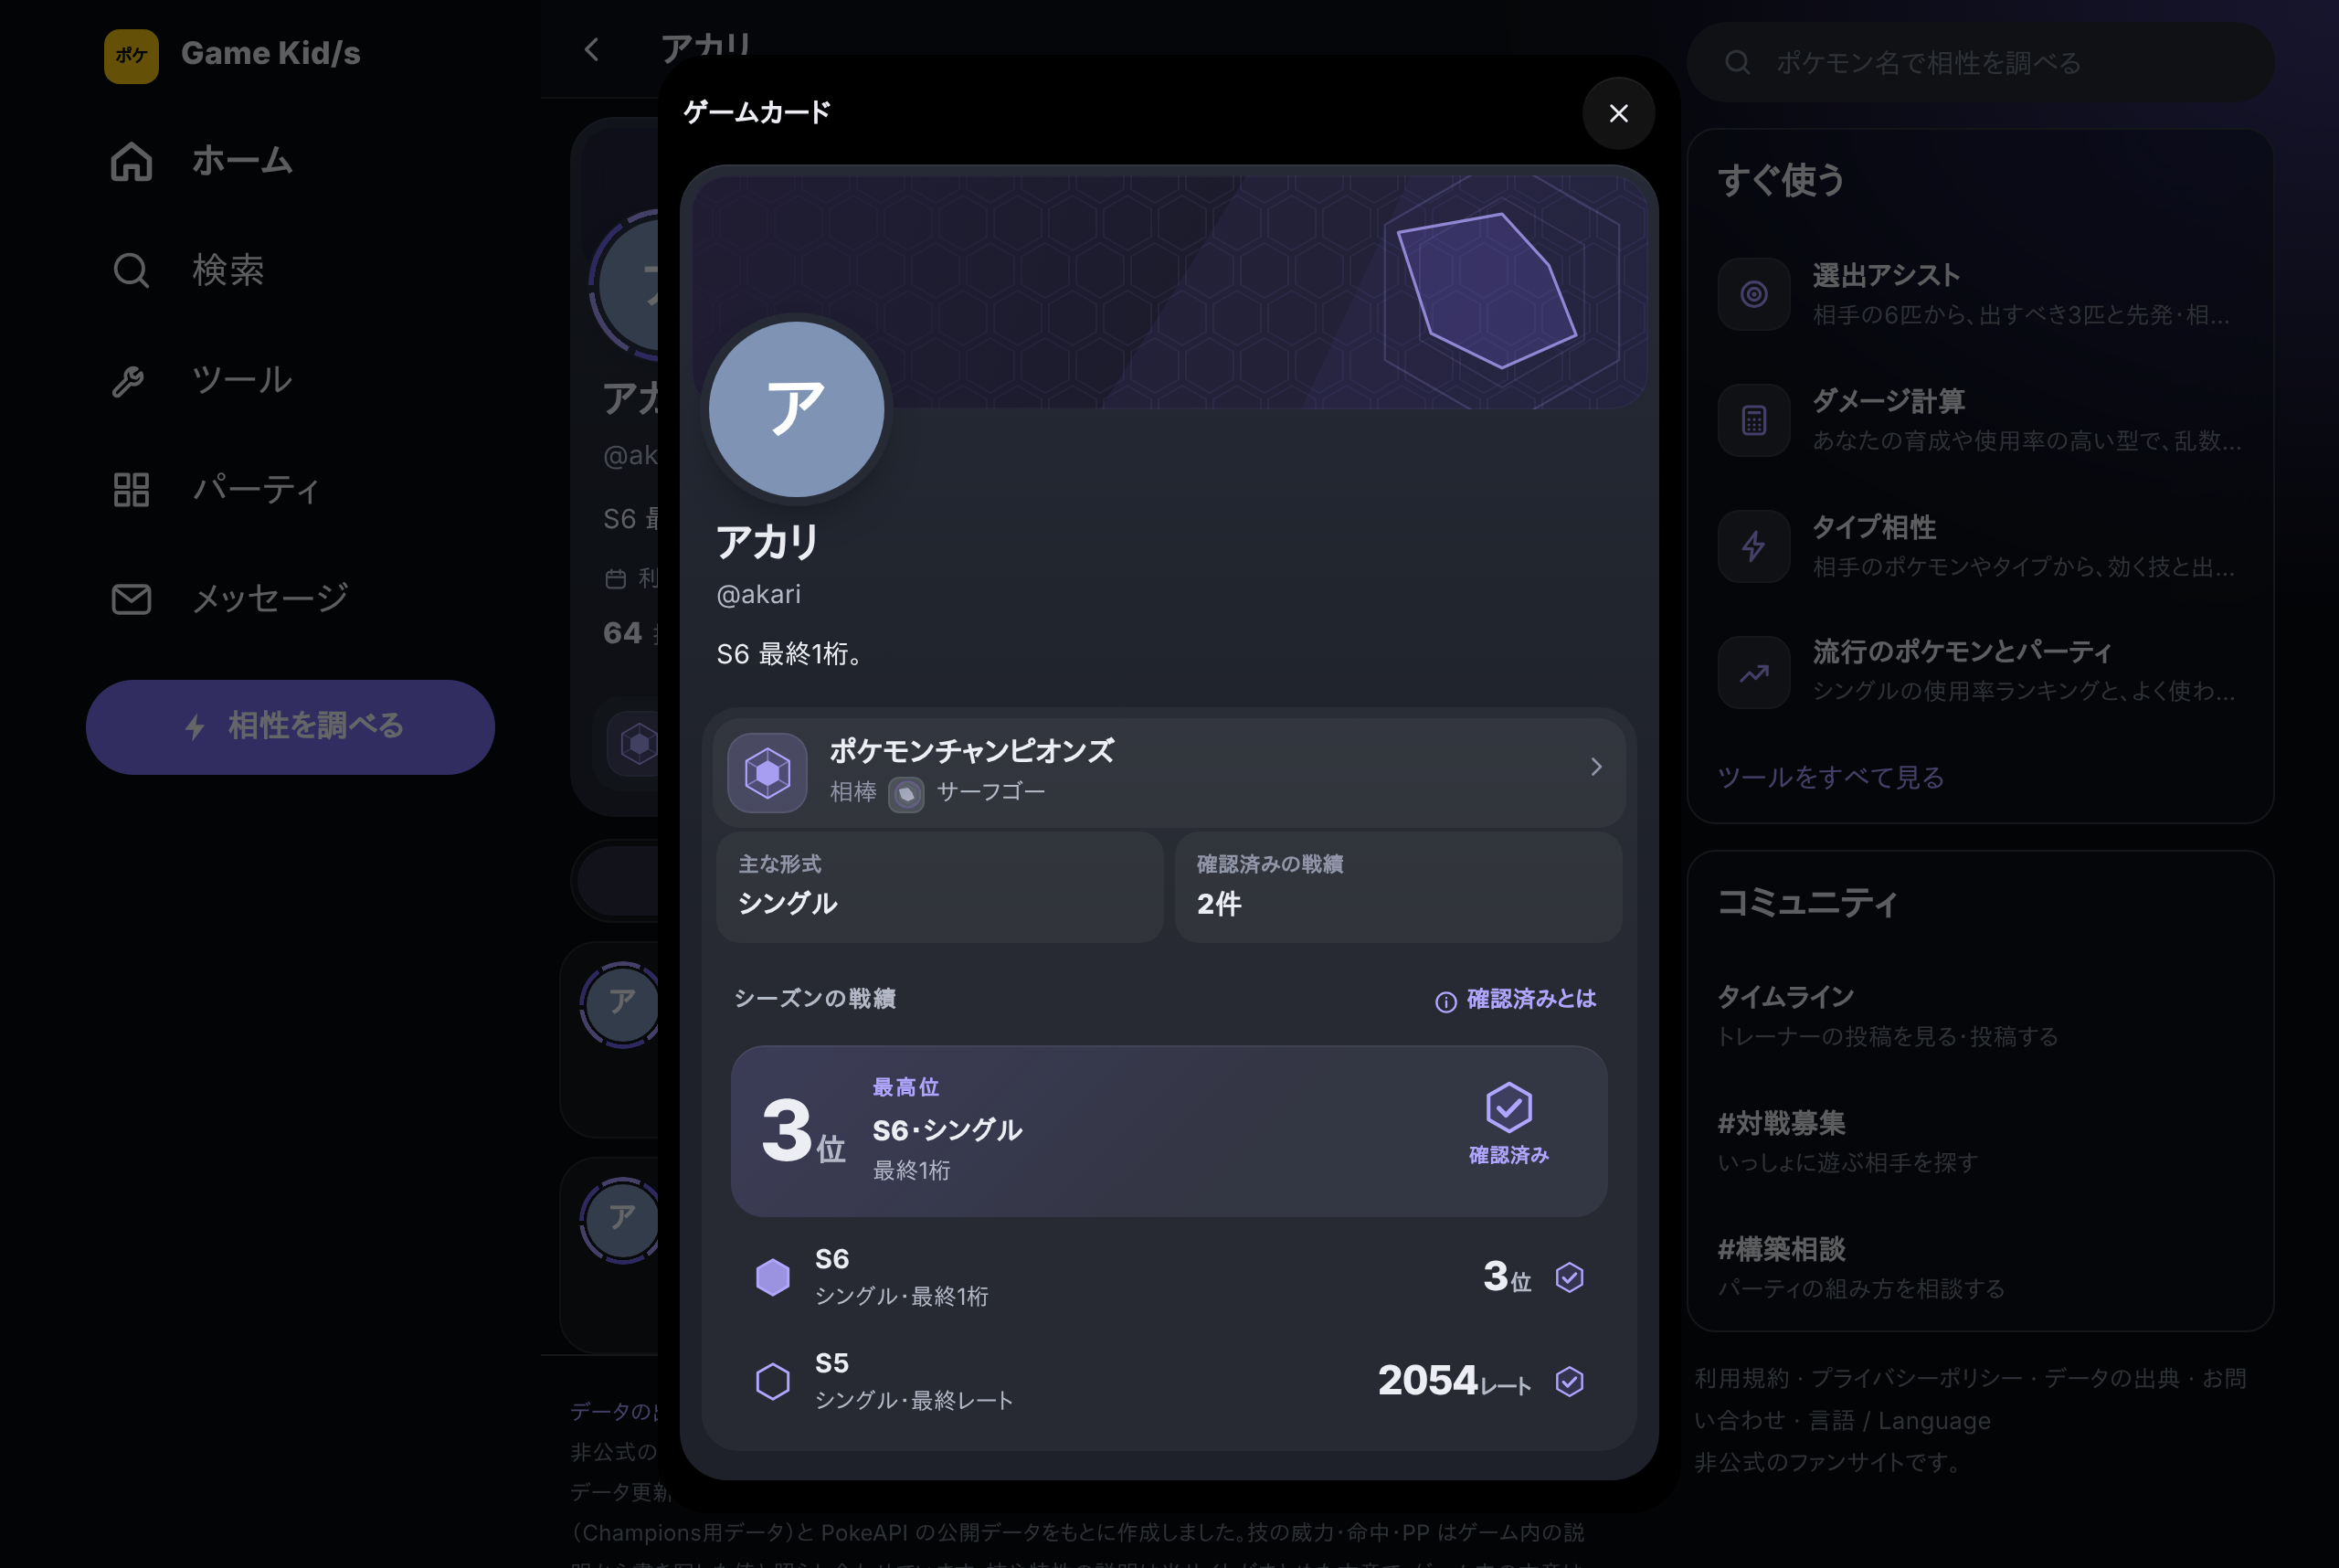 ポケ Game Kid/s
ホーム
検索
ツール
パーティ
メッセージ
相性を調べる
アカリ
@ak
S6
64
ア
ア
非公式の
データ更新
(Champions用データ)と PokeAPI の公開データをもとに作成しました。技の威力・命中・PP はゲーム内の説
ゲームカード
ア
アカリ
@akari
S6 最終1桁。
ポケモンチャンピオンズ
相棒 サーフゴー
主な形式
シングル
確認済みの戦績
2件
シーズンの戦績
確認済みとは
3位
最高位
S6・シングル
最終1桁
確認済み
S6
シングル・最終1桁
3位
S5
シングル・最終レート
2054レート
ポケモン名で相性を調べる
すぐ使う
選出アシスト
相手の6匹から、出すべき3匹と先発・相…
ダメージ計算
あなたの育成や使用率の高い型で、乱数…
タイプ相性
相手のポケモンやタイプから、効く技と出…
流行のポケモンとパーティ
シングルの使用率ランキングと、よく使わ…
ツールをすべて見る
コミュニティ
タイムライン
トレーナーの投稿を見る・投稿する
#対戦募集
いっしょに遊ぶ相手を探す
#構築相談
パーティの組み方を相談する
利用規約 · プライバシーポリシー · データの出典 · お問
い合わせ · 言語 / Language
非公式のファンサイトです。